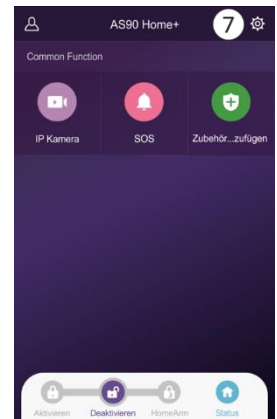 AS90 Home+ 7
Common Function
IP Kamera SOS Zubehör...zufügen
Aktivieren Deaktivieren HomeArm Status